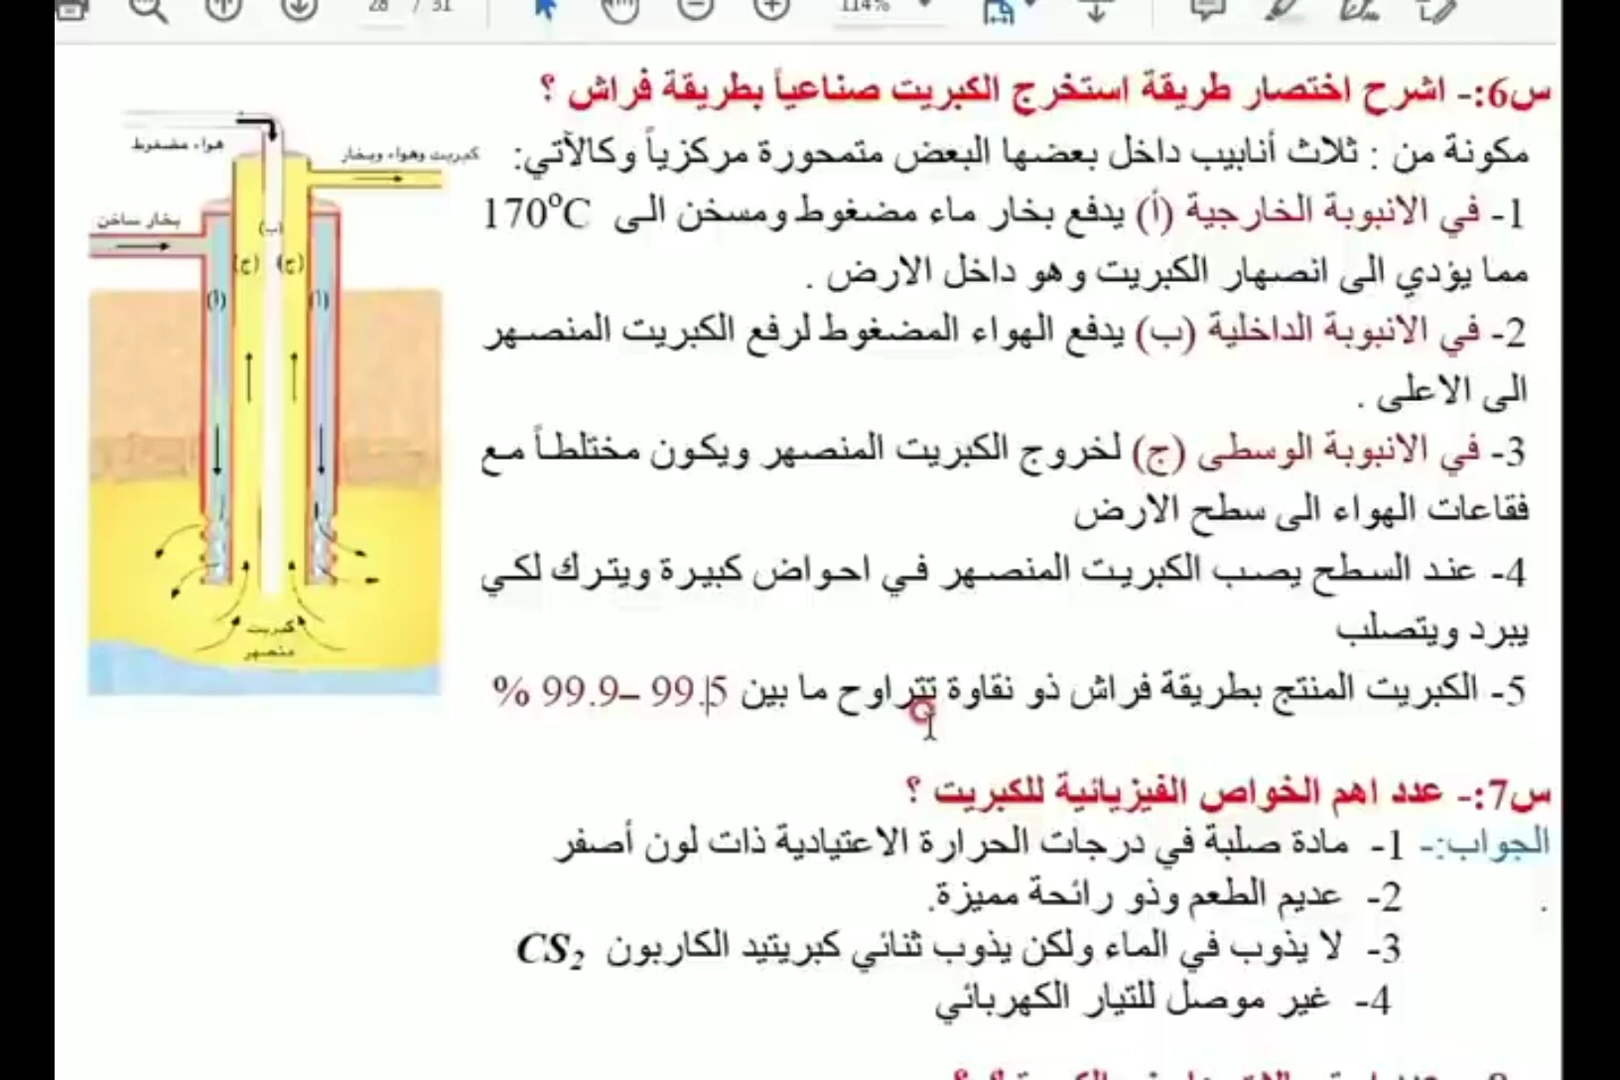 28 / 31
114%
س6:- اشرح اختصار طريقة استخرج الكبريت صناعياً بطريقة فراش ؟
مكونة من : ثلاث أنابيب داخل بعضها البعض متمحورة مركزياً وكالآتي:
1- في الانبوبة الخارجية (أ) يدفع بخار ماء مضغوط ومسخن الى 170°C
مما يؤدي الى انصهار الكبريت وهو داخل الارض .
2- في الانبوبة الداخلية (ب) يدفع الهواء المضغوط لرفع الكبريت المنصهر
الى الاعلى .
3- في الانبوبة الوسطى (ج) لخروج الكبريت المنصهر ويكون مختلطاً مع
فقاعات الهواء الى سطح الارض
4- عند السطح يصب الكبريت المنصهر في احواض كبيرة ويترك لكي
يبرد ويتصلب
5- الكبريت المنتج بطريقة فراش ذو نقاوة تتراوح ما بين 99.5 –99.9 %
هواء مضغوط
كبريت وهواء وبخار
بخار ساخن
(ب)
(ج) (ج)
(أ) (أ)
كبريت
منصهر
س7:- عدد اهم الخواص الفيزيائية للكبريت ؟
الجواب:- 1- مادة صلبة في درجات الحرارة الاعتيادية ذات لون أصفر
.
2- عديم الطعم وذو رائحة مميزة.
3- لا يذوب في الماء ولكن يذوب ثنائي كبريتيد الكاربون CS₂
4- غير موصل للتيار الكهربائي